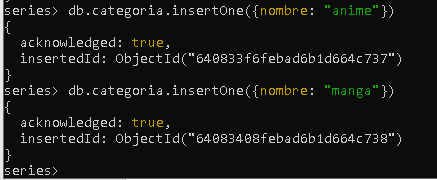 series> db.categoria.insertOne({nombre: "anime"})
{
  acknowledged: true,
  insertedId: ObjectId("640833f6febad6b1d664c737")
}
series> db.categoria.insertOne({nombre: "manga"})
{
  acknowledged: true,
  insertedId: ObjectId("64083408febad6b1d664c738")
}
series>